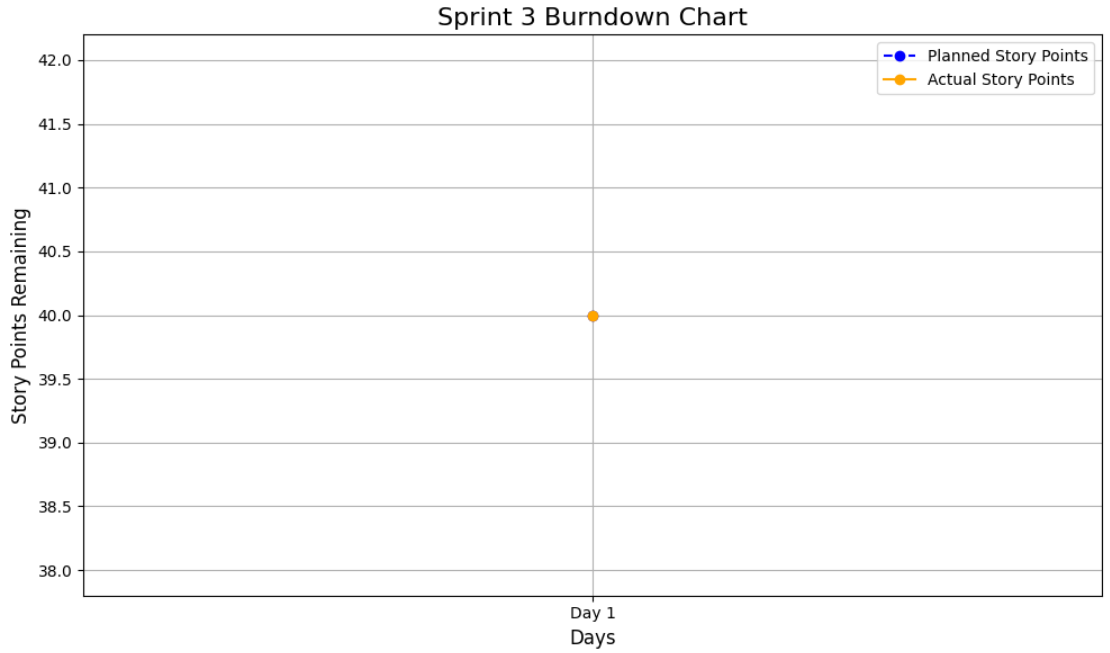 Sprint 3 Burndown Chart
Planned Story Points
Actual Story Points
Story Points Remaining
42.0
41.5
41.0
40.5
40.0
39.5
39.0
38.5
38.0
Day 1
Days